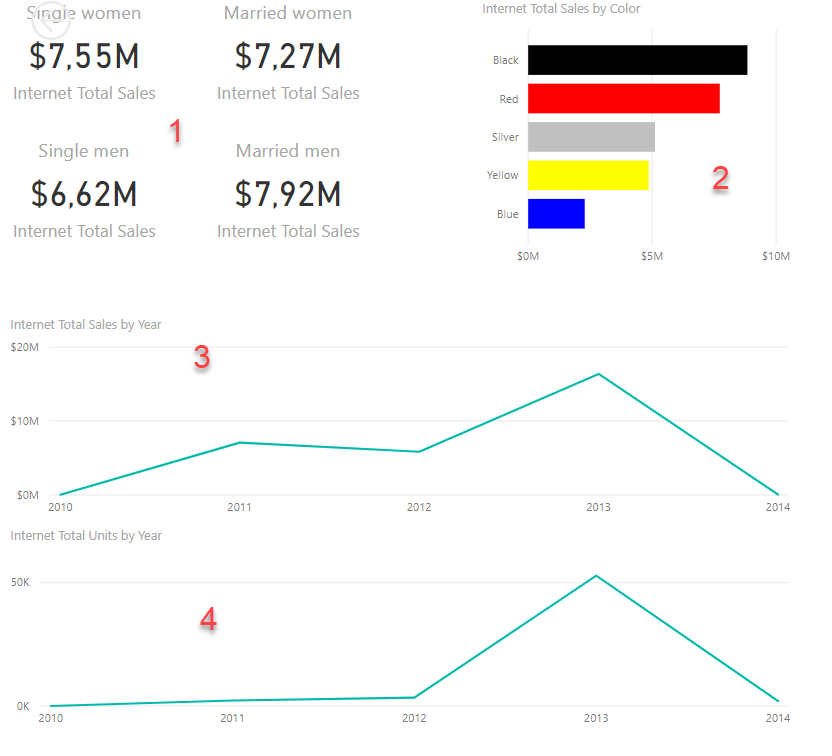 Single women
Married women
$7,55M
$7,27M
Internet Total Sales
Internet Total Sales
1
Single men
Married men
$6,62M
$7,92M
Internet Total Sales
Internet Total Sales
Internet Total Sales by Color
Black
Red
Silver
Yellow
Blue
2
$0M
$5M
$10M
Internet Total Sales by Year
$20M
3
$10M
$0M
2010
2011
2012
2013
2014
Internet Total Units by Year
50K
4
0K
2010
2011
2012
2013
2014